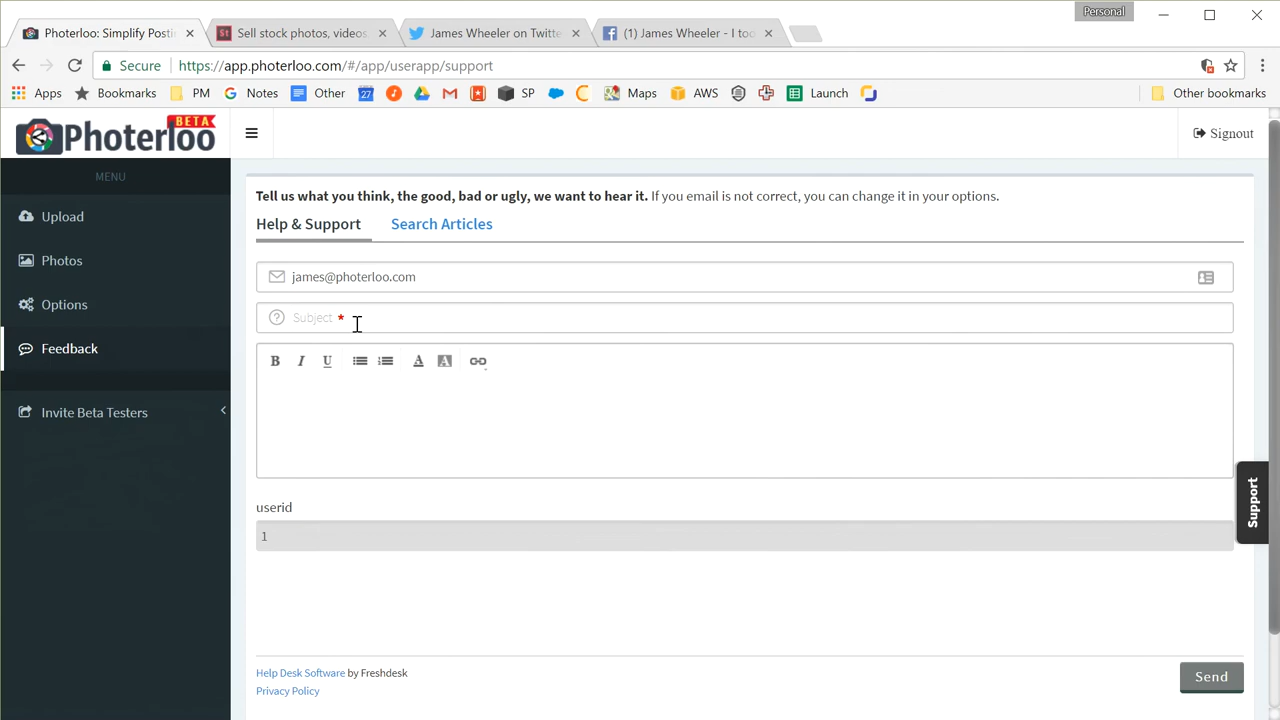 Personal
Photerloo: Simplify Posti
Sell stock photos, videos
James Wheeler on Twitte
(1) James Wheeler - I too
Secure https://app.photerloo.com/#/app/userapp/support
Apps Bookmarks PM Notes Other 27 SP Maps AWS Launch Other bookmarks
BETA
Photerloo
Signout
MENU
Upload
Photos
Options
Feedback
Invite Beta Testers
Tell us what you think, the good, bad or ugly, we want to hear it. If you email is not correct, you can change it in your options.
Help & Support Search Articles
james@photerloo.com
Subject *
B I U A A
userid
1
Support
Help Desk Software by Freshdesk
Privacy Policy
Send